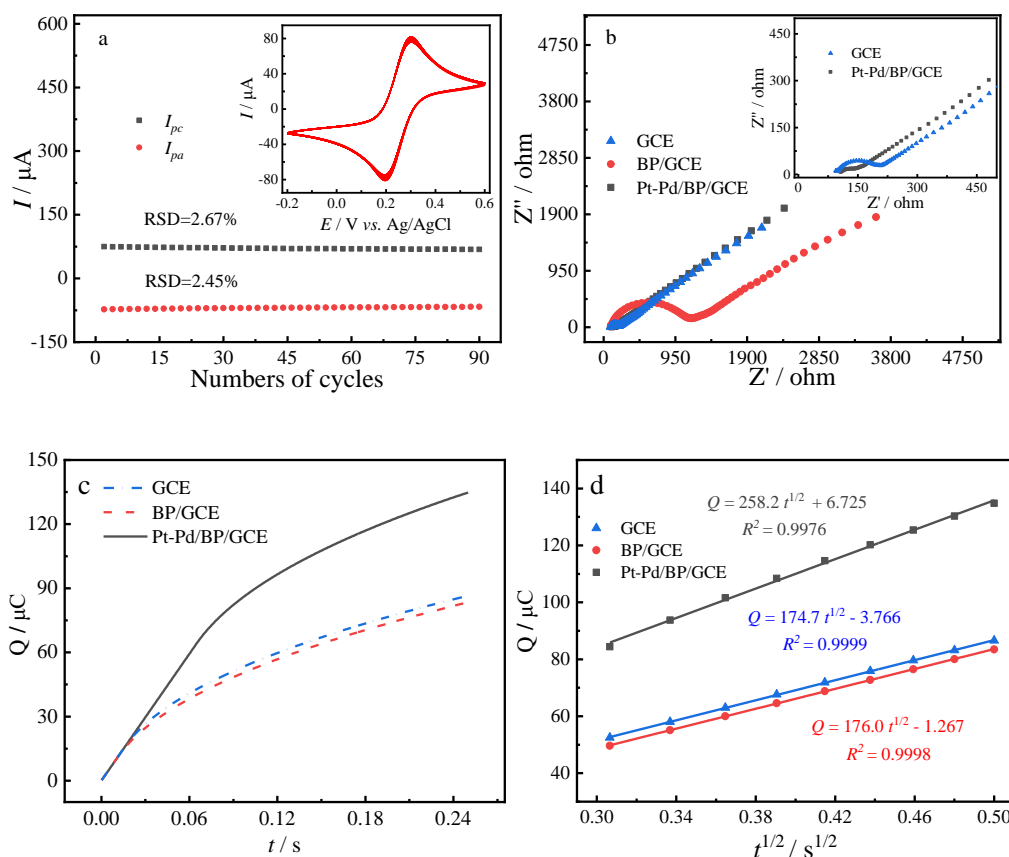 a
600
450
300
150
0
-150
I / μA
I_pc
I_pa
RSD=2.67%
RSD=2.45%
0 15 30 45 60 75 90
Numbers of cycles
80
40
0
-40
-80
I / μA
-0.2 0.0 0.2 0.4 0.6
E / V vs. Ag/AgCl
b
4750
3800
2850
1900
950
0
Z'' / ohm
GCE
BP/GCE
Pt-Pd/BP/GCE
0 950 1900 2850 3800 4750
Z' / ohm
450
300
150
0
Z'' / ohm
GCE
Pt-Pd/BP/GCE
0 150 300 450
Z' / ohm
c
150
120
90
60
30
0
Q / μC
GCE
BP/GCE
Pt-Pd/BP/GCE
0.00 0.06 0.12 0.18 0.24
t / s
d
140
120
100
80
60
40
Q / μC
GCE
BP/GCE
Pt-Pd/BP/GCE
Q = 258.2 t^1/2 + 6.725
R^2 = 0.9976
Q = 174.7 t^1/2 - 3.766
R^2 = 0.9999
Q = 176.0 t^1/2 - 1.267
R^2 = 0.9998
0.30 0.34 0.38 0.42 0.46 0.50
t^1/2 / s^1/2